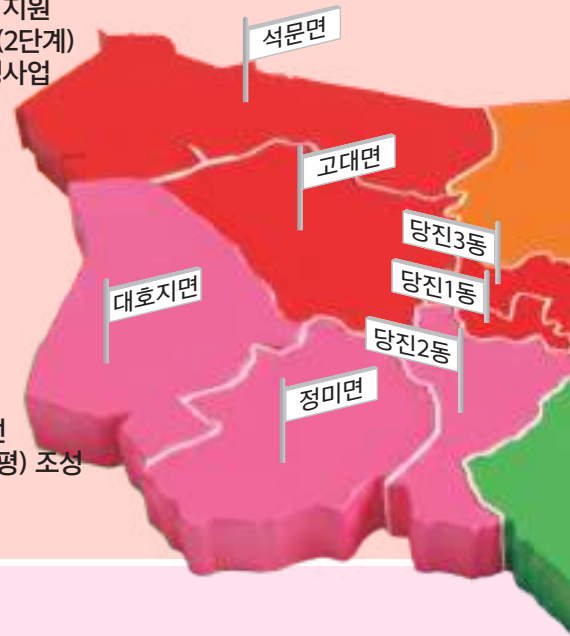 지원
(2단계)
사업
석문면
고대면
당진3동
당진1동
대호지면
당진2동
정미면
평) 조성